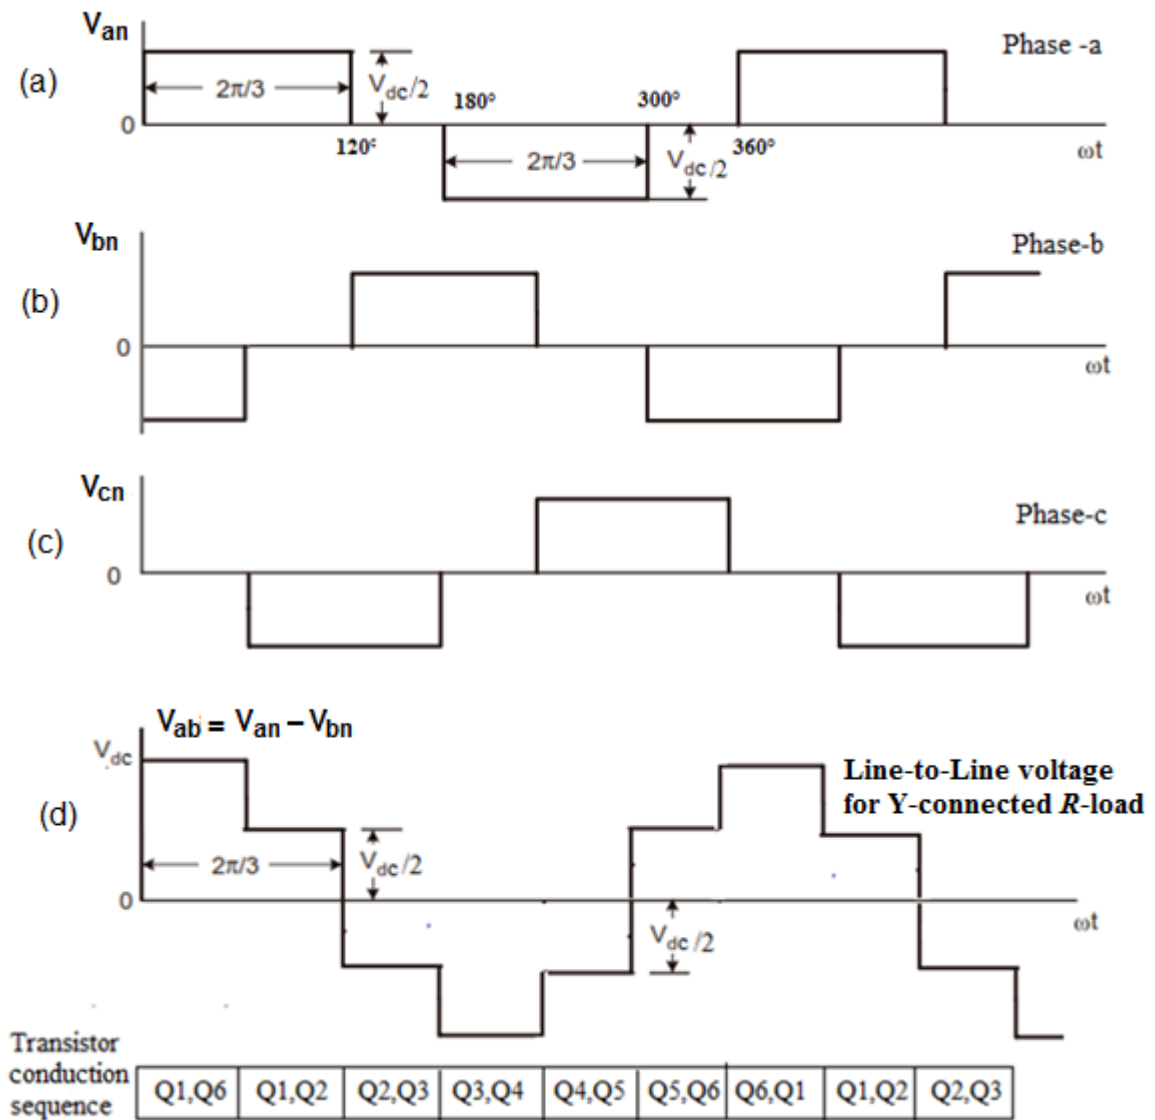 Van
Phase -a
(a)
2π/3
Vdc/2
180°
300°
0
120°
2π/3
Vdc/2
360°
ωt
Vbn
Phase-b
(b)
0
ωt
Vcn
Phase-c
(c)
0
ωt
Vab = Van – Vbn
Vdc
Line-to-Line voltage
for Y-connected R-load
(d)
2π/3
Vdc/2
0
Vdc/2
ωt
Transistor
conduction
sequence
Q1,Q6 Q1,Q2 Q2,Q3 Q3,Q4 Q4,Q5 Q5,Q6 Q6,Q1 Q1,Q2 Q2,Q3